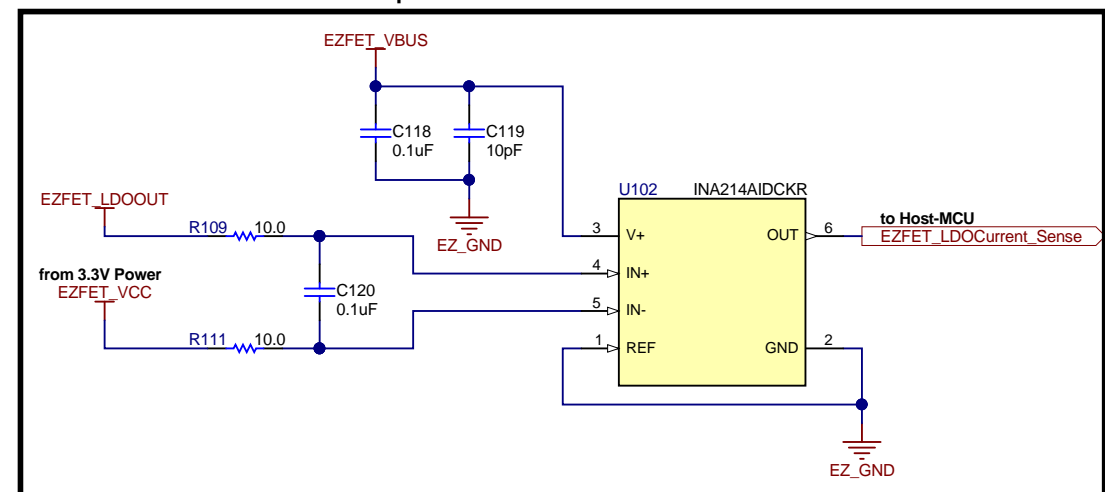 EZFET_VBUS
C118
0.1uF
C119
10pF
EZ_GND
EZFET_LDOOUT
R109 10.0
from 3.3V Power
EZFET_VCC
C120
0.1uF
R111 10.0
U102 INA214AIDCKR
3 V+ OUT 6
4 IN+
5 IN-
1 REF GND 2
to Host-MCU
EZFET_LDOCurrent_Sense
EZ_GND